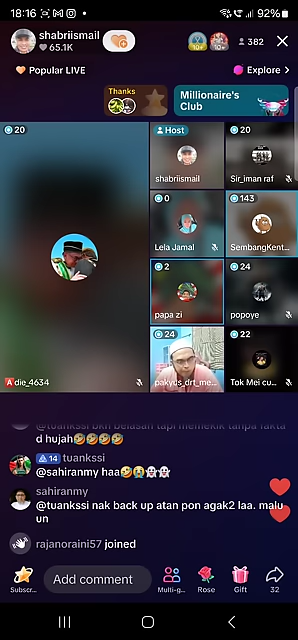 18:16
92%
shabriismail
65.1K
10+
10+
382
Popular LIVE
Explore >
Thanks
Millionaire's
Club
20
Host
20
shabriismail
Sir_iman raf
0
143
Lela Jamal
SembangKent...
2
24
papa zi
popoye
24
22
A die_4634
pakyus_drt_me...
Tok Mei cu...
@tuankssi bkn belasan tapi memekik tanpa fakta
d hujah🤣🤣🤣🤣
14 tuankssi
@sahiranmy haa🤣😭👻👻
sahiranmy
@tuankssi nak back up atan pon agak2 laa. malu
un
rajanoraini57 joined
Subscr...
Add comment
Multi-g...
Rose
Gift
32